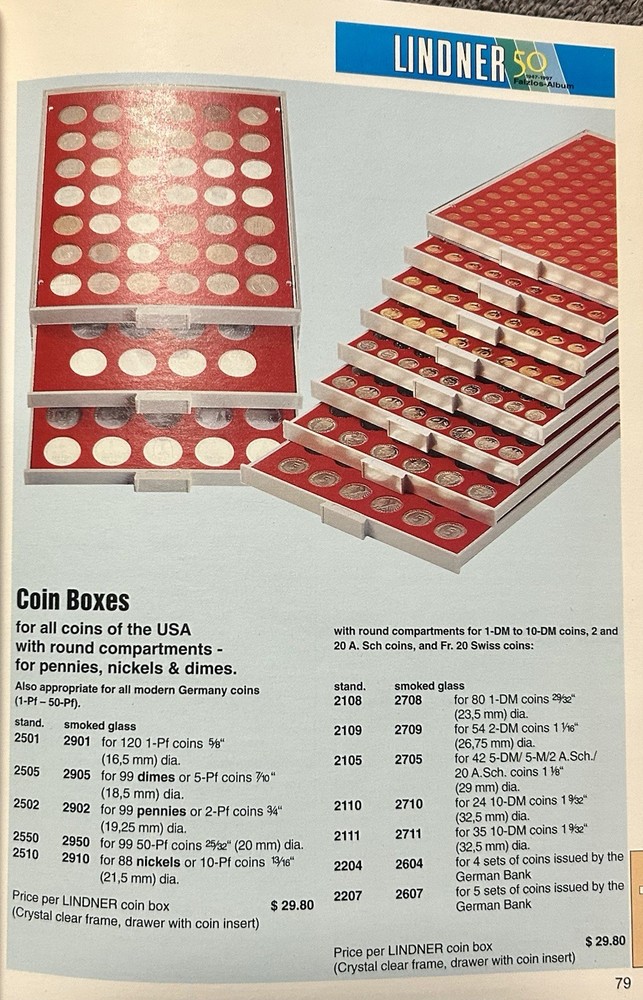 LINDNER 50
1947-1997
Falzlos-Album
Coin Boxes
for all coins of the USA
with round compartments -
for pennies, nickels & dimes.
Also appropriate for all modern Germany coins
(1-Pf – 50-Pf).
stand. smoked glass
2501 2901 for 120 1-Pf coins 5/8"
(16,5 mm) dia.
2505 2905 for 99 dimes or 5-Pf coins 7/10"
(18,5 mm) dia.
2502 2902 for 99 pennies or 2-Pf coins 3/4"
(19,25 mm) dia.
2550 2950 for 99 50-Pf coins 25/32" (20 mm) dia.
2510 2910 for 88 nickels or 10-Pf coins 13/16"
(21,5 mm) dia.
Price per LINDNER coin box $ 29.80
(Crystal clear frame, drawer with coin insert)
with round compartments for 1-DM to 10-DM coins, 2 and
20 A. Sch coins, and Fr. 20 Swiss coins:
stand. smoked glass
2108 2708 for 80 1-DM coins 29/32"
(23,5 mm) dia.
2109 2709 for 54 2-DM coins 1 1/16"
(26,75 mm) dia.
2105 2705 for 42 5-DM/ 5-M/2 A.Sch./
20 A.Sch. coins 1 1/8"
(29 mm) dia.
2110 2710 for 24 10-DM coins 1 9/32"
(32,5 mm) dia.
2111 2711 for 35 10-DM coins 1 9/32"
(32,5 mm) dia.
2204 2604 for 4 sets of coins issued by the
German Bank
2207 2607 for 5 sets of coins issued by the
German Bank
Price per LINDNER coin box $ 29.80
(Crystal clear frame, drawer with coin insert)
79